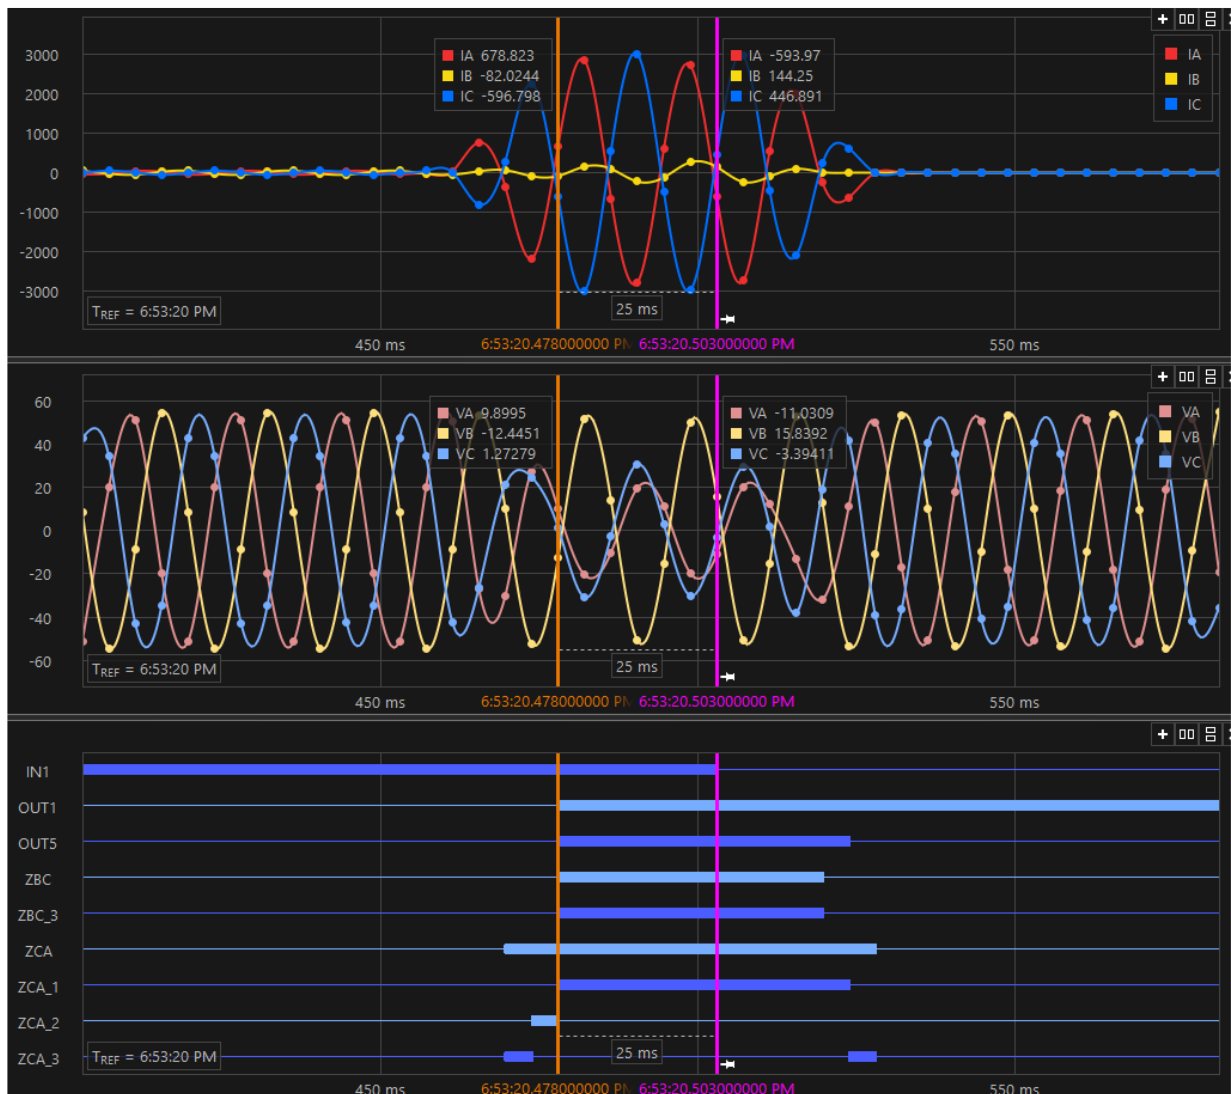 IA 678.823
IB -82.0244
IC -596.798
IA -593.97
IB 144.25
IC 446.891
IA
IB
IC
3000
2000
1000
0
-1000
-2000
-3000
TREF = 6:53:20 PM
25 ms
450 ms
6:53:20.478000000 PM
6:53:20.503000000 PM
550 ms
VA 9.8995
VB -12.4451
VC 1.27279
VA -11.0309
VB 15.8392
VC -3.39411
VA
VB
VC
60
40
20
0
-20
-40
-60
TREF = 6:53:20 PM
25 ms
450 ms
6:53:20.478000000 PM
6:53:20.503000000 PM
550 ms
IN1
OUT1
OUT5
ZBC
ZBC_3
ZCA
ZCA_1
ZCA_2
ZCA_3
TREF = 6:53:20 PM
25 ms
450 ms
6:53:20.478000000 PM
6:53:20.503000000 PM
550 ms